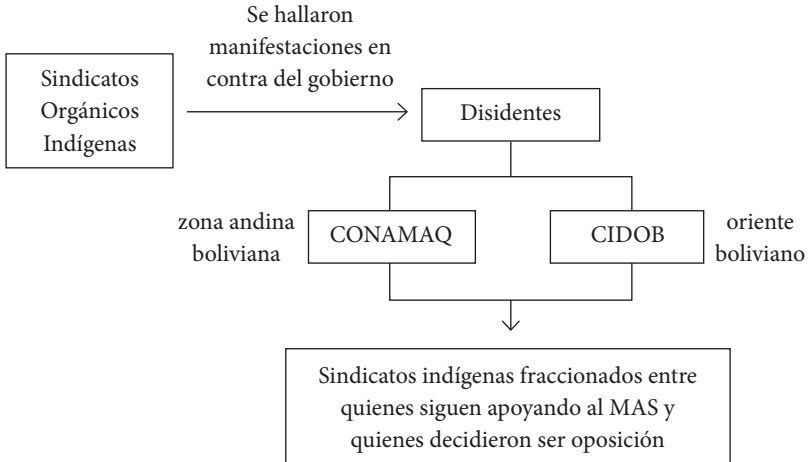 Se hallaron
manifestaciones en
contra del gobierno
Sindicatos
Orgánicos
Indígenas
Disidentes
zona andina
boliviana
CONAMAQ
CIDOB
oriente
boliviano
Sindicatos indígenas fraccionados entre
quienes siguen apoyando al MAS y
quienes decidieron ser oposición